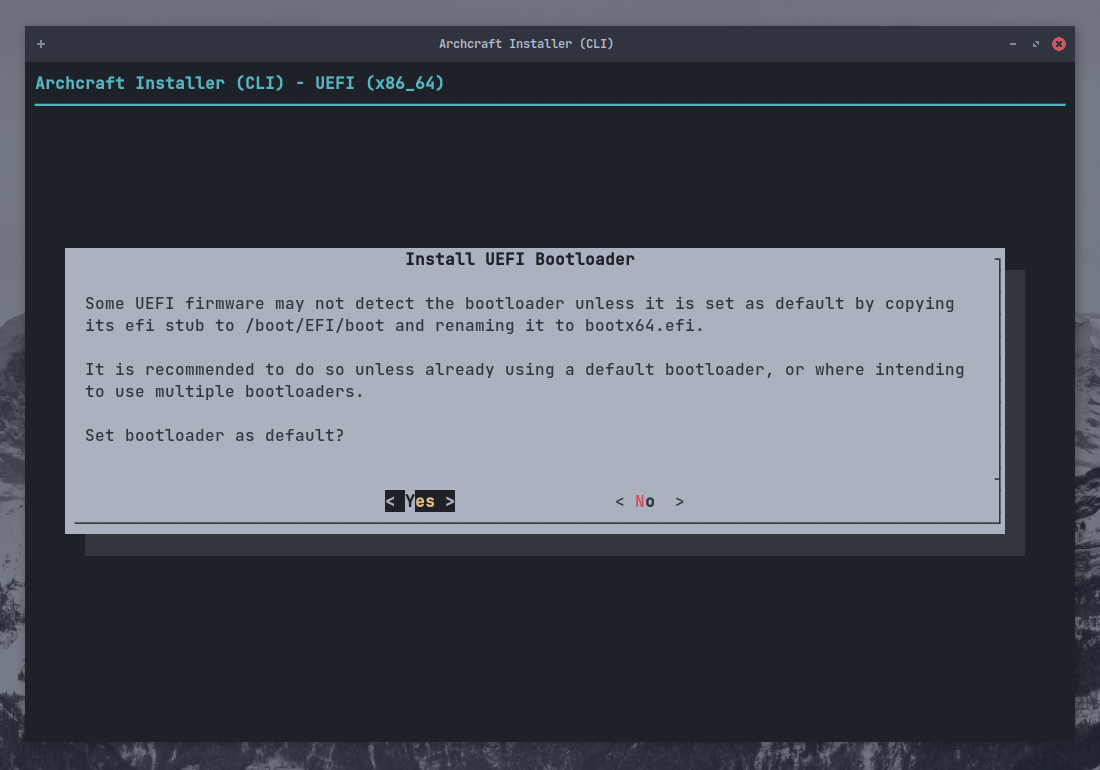 Archcraft Installer (CLI)
Archcraft Installer (CLI) - UEFI (x86_64)
Install UEFI Bootloader
Some UEFI firmware may not detect the bootloader unless it is set as default by copying
its efi stub to /boot/EFI/boot and renaming it to bootx64.efi.
It is recommended to do so unless already using a default bootloader, or where intending
to use multiple bootloaders.
Set bootloader as default?
< Yes > < No >